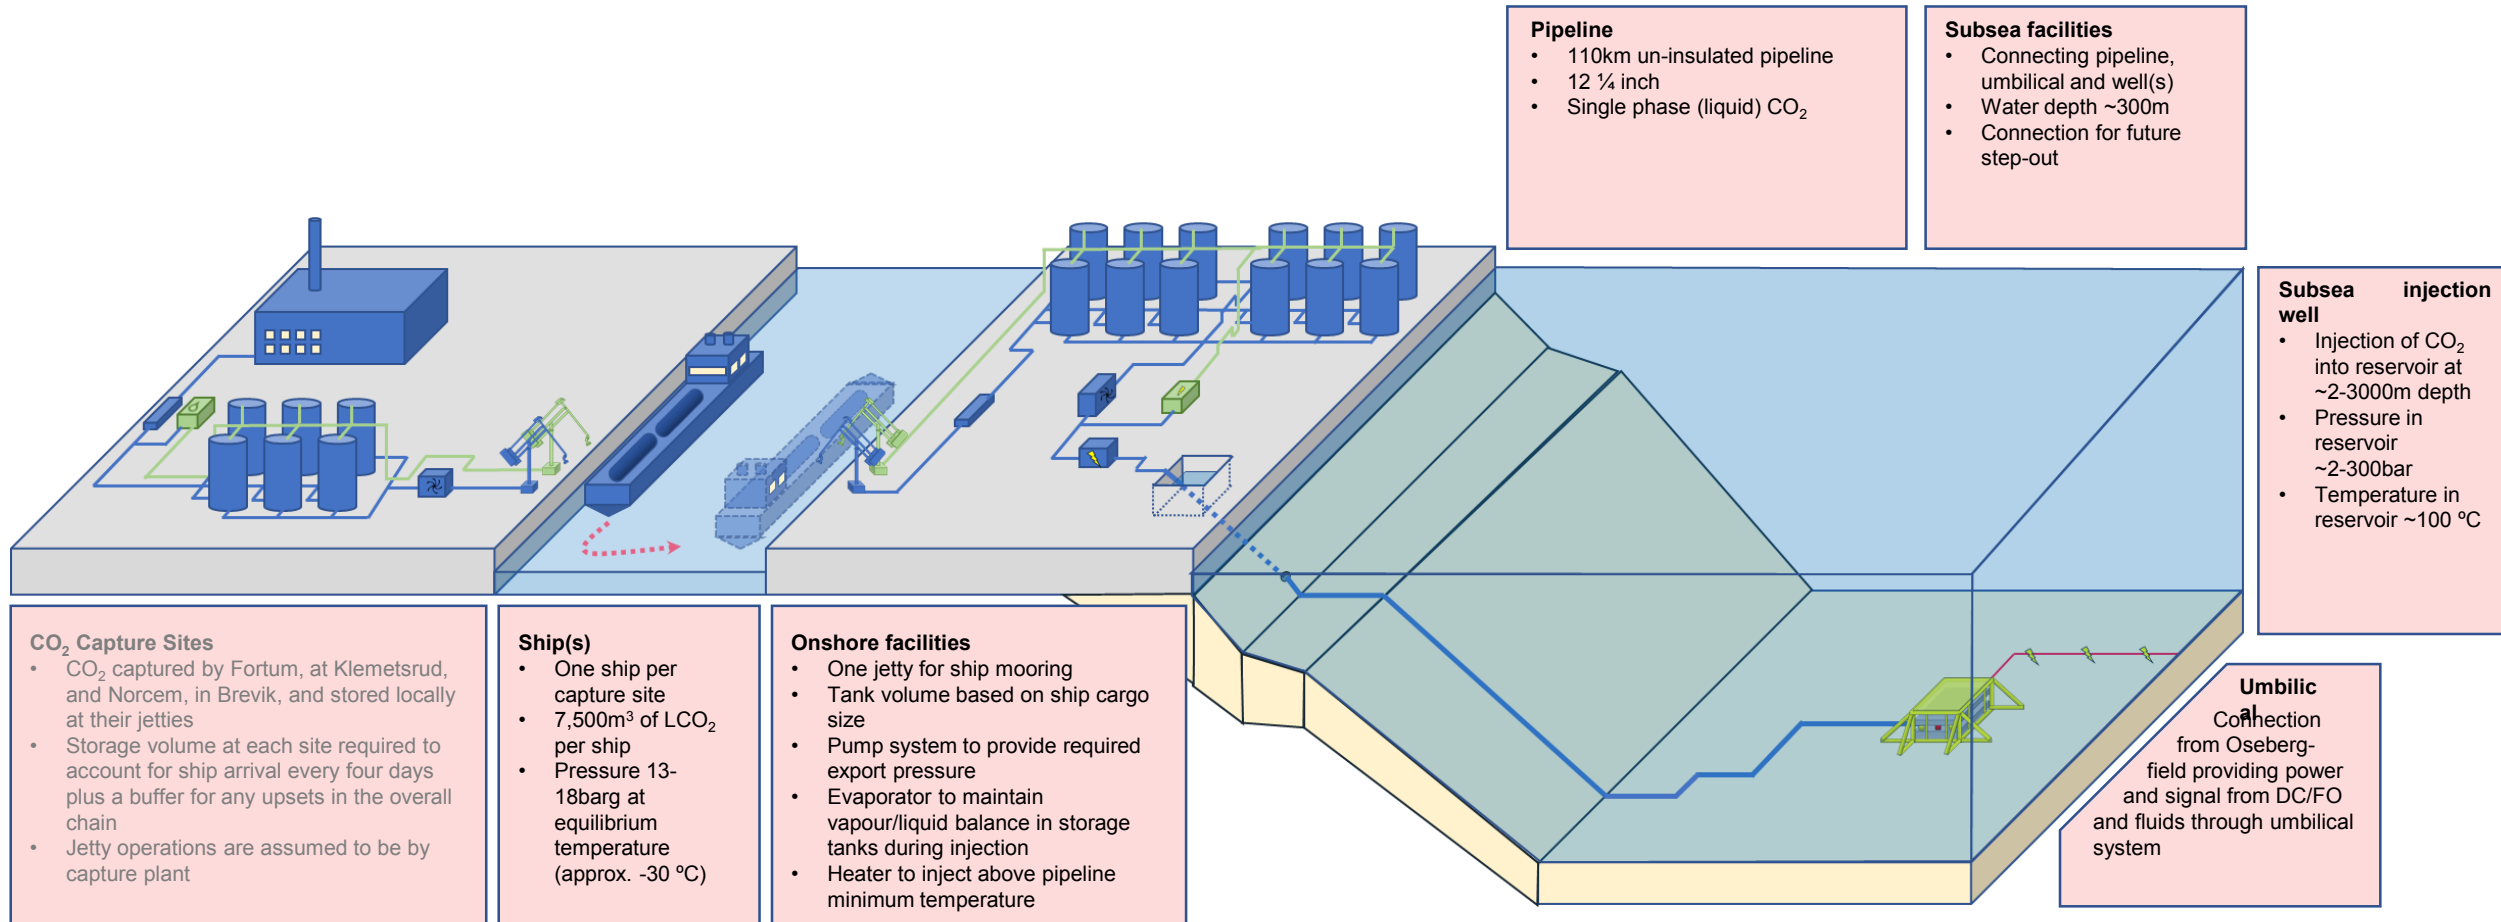 Pipeline
• 110km un-insulated pipeline
• 12 ¼ inch
• Single phase (liquid) CO₂
Subsea facilities
• Connecting pipeline,
umbilical and well(s)
• Water depth ~300m
• Connection for future
step-out
Subsea injection
well
• Injection of CO₂
into reservoir at
~2-3000m depth
• Pressure in
reservoir
~2-300bar
• Temperature in
reservoir ~100 ºC
CO₂ Capture Sites
• CO₂ captured by Fortum, at Klemetsrud,
and Norcem, in Brevik, and stored locally
at their jetties
• Storage volume at each site required to
account for ship arrival every four days
plus a buffer for any upsets in the overall
chain
• Jetty operations are assumed to be by
capture plant
Ship(s)
• One ship per
capture site
• 7,500m³ of LCO₂
per ship
• Pressure 13-
18barg at
equilibrium
temperature
(approx. -30 ºC)
Onshore facilities
• One jetty for ship mooring
• Tank volume based on ship cargo
size
• Pump system to provide required
export pressure
• Evaporator to maintain
vapour/liquid balance in storage
tanks during injection
• Heater to inject above pipeline
minimum temperature
Umbilic
al
Connection
from Oseberg-
field providing power
and signal from DC/FO
and fluids through umbilical
system